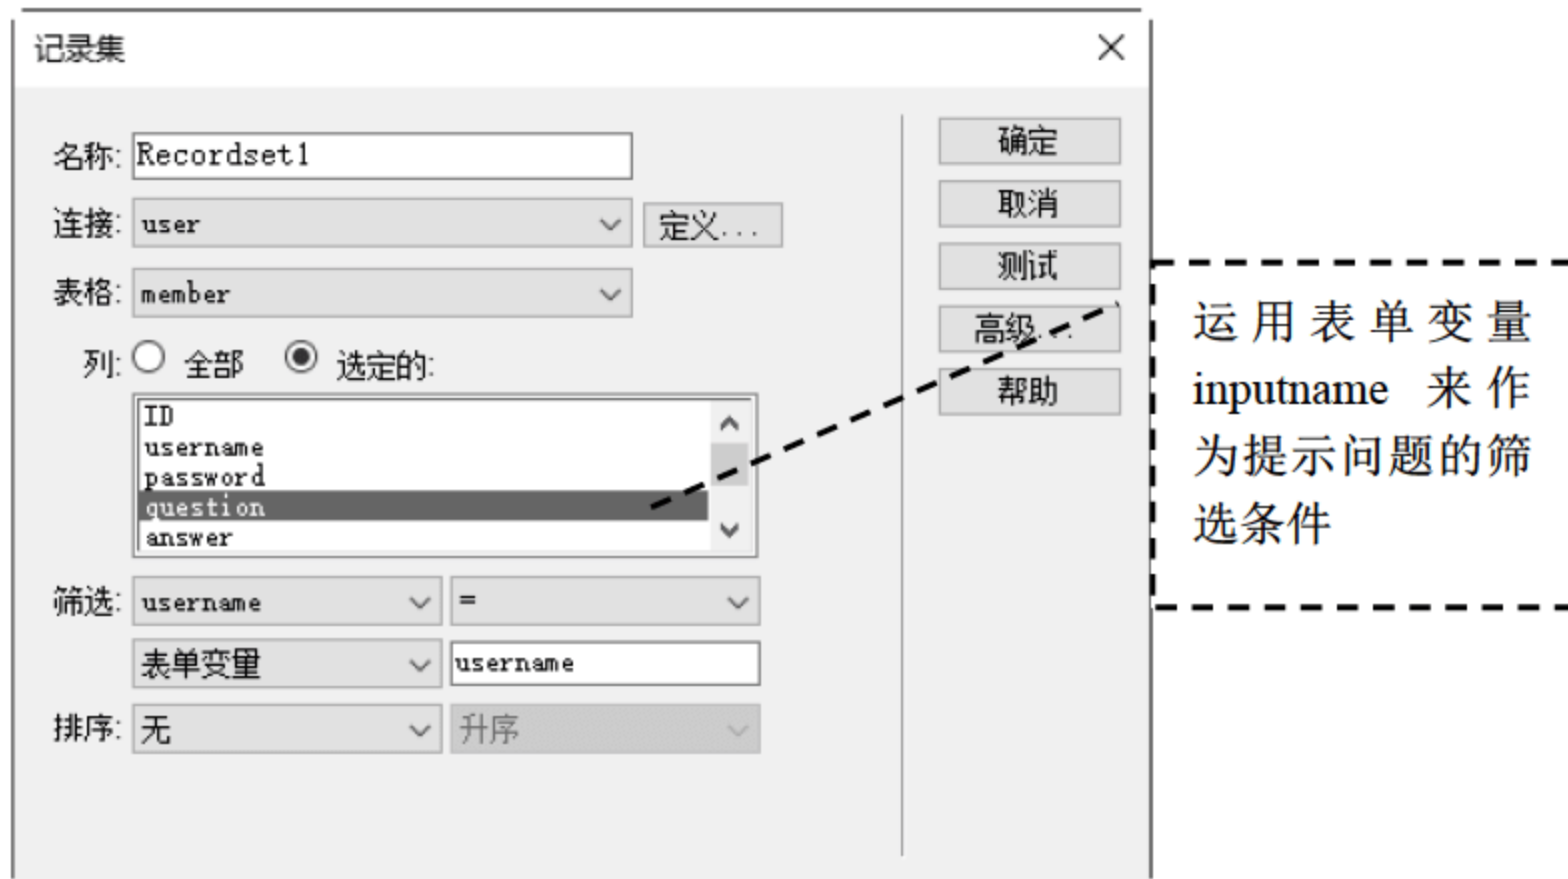 记录集
名称: Recordset1
确定
取消
连接: user
定义...
测试
表格: member
高级...
列: 全部 选定的:
帮助
ID
username
password
question
answer
筛选: username =
表单变量 username
排序: 无 升序
运用表单变量
inputname 来作
为提示问题的筛
选条件